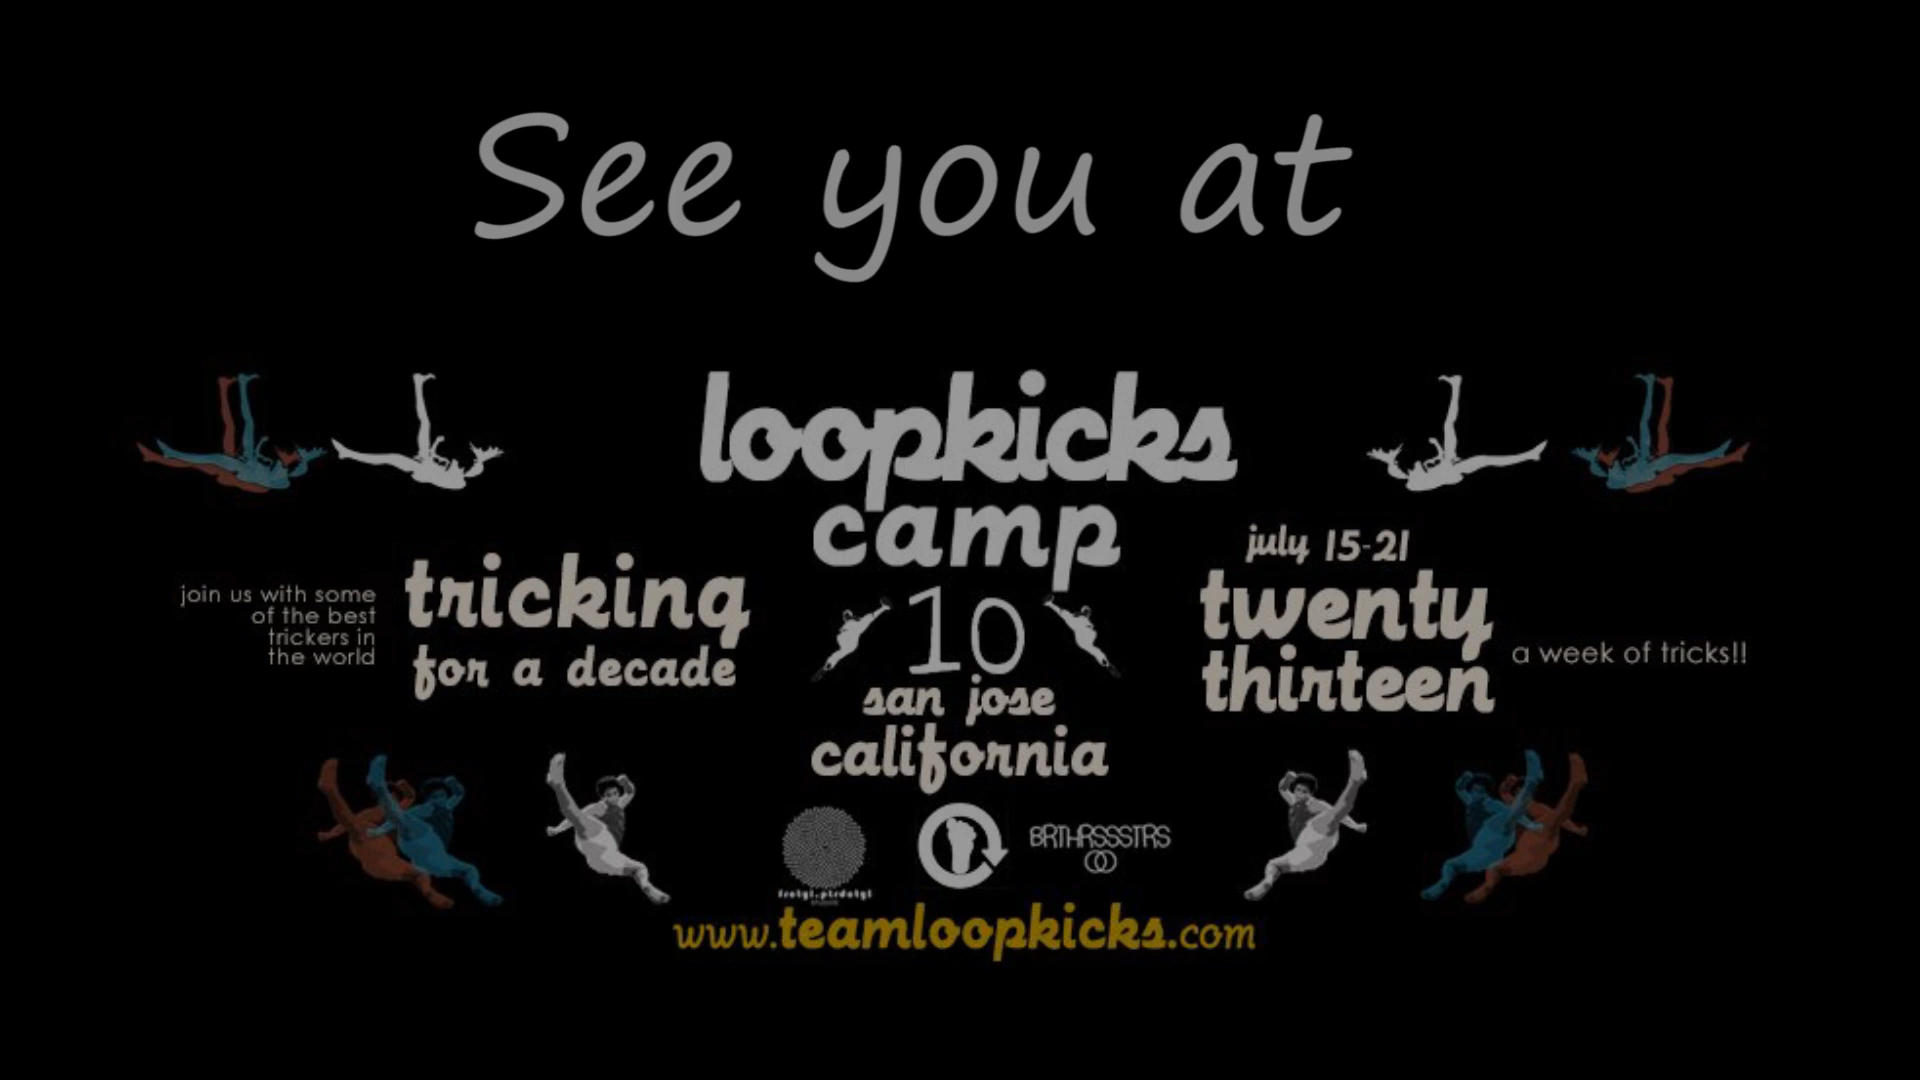 See you at
loopkicks
camp
10
san jose
california
join us with some
of the best
trickers in
the world
tricking
for a decade
july 15-21
twenty
thirteen
a week of tricks!!
BRTHRSSSTRS
www.teamloopkicks.com